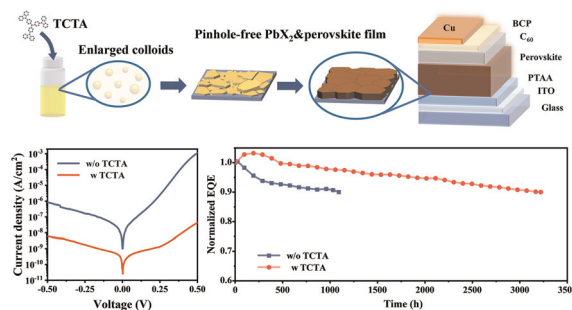 TCTA
Enlarged colloids
Pinhole-free PbX₂&perovskite film
Cu
BCP
C₆₀
Perovskite
PTAA
ITO
Glass
Current density (A/cm²)
10⁻³
10⁻⁴
10⁻⁵
10⁻⁶
10⁻⁷
10⁻⁸
10⁻⁹
10⁻¹⁰
10⁻¹¹
w/o TCTA
w TCTA
-0.50 -0.25 0.00 0.25 0.50
Voltage (V)
Normalized EQE
1.0
0.9
0.8
0.7
0.6
w/o TCTA
w TCTA
0 500 1000 1500 2000 2500 3000 3500
Time (h)